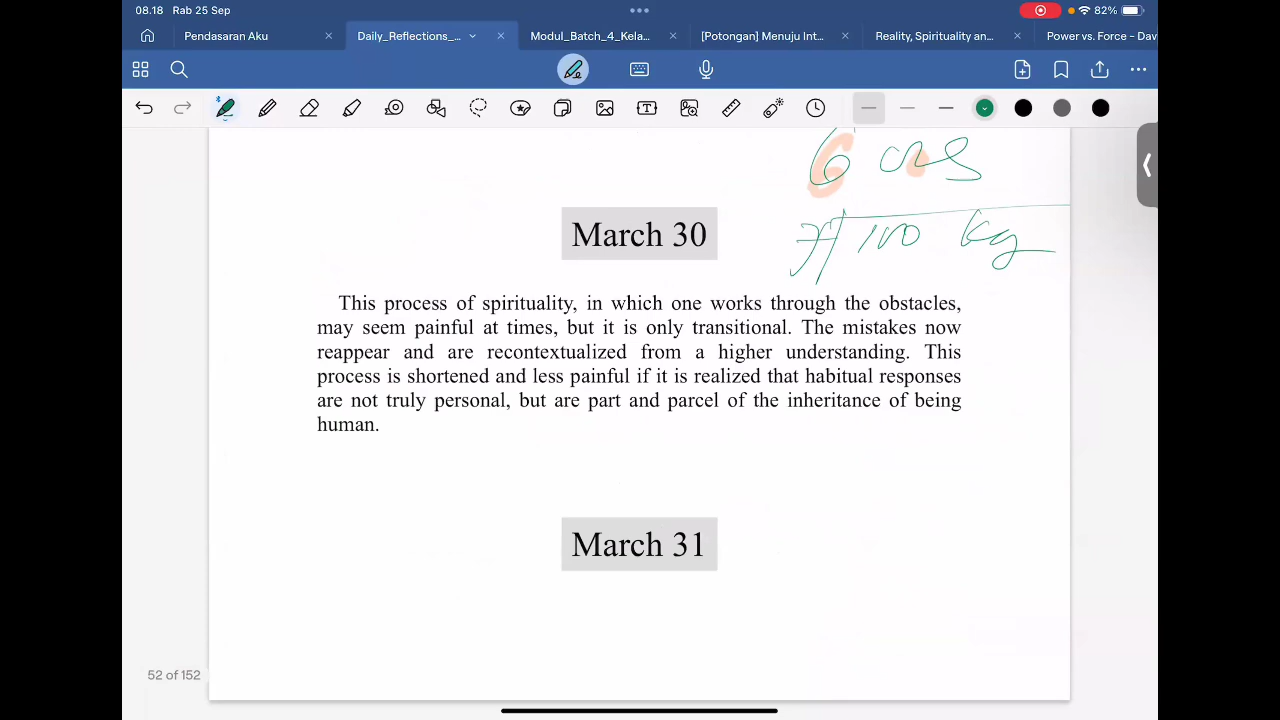 08.18 Rab 25 Sep
82%
Pendasaran Aku
Daily_Reflections_...
Modul_Batch_4_Kela...
[Potongan] Menuju Int...
Reality, Spirituality an...
Power vs. Force – Dav
6
100 kg
March 30
This process of spirituality, in which one works through the obstacles,
may seem painful at times, but it is only transitional. The mistakes now
reappear and are recontextualized from a higher understanding. This
process is shortened and less painful if it is realized that habitual responses
are not truly personal, but are part and parcel of the inheritance of being
human.
March 31
52 of 152